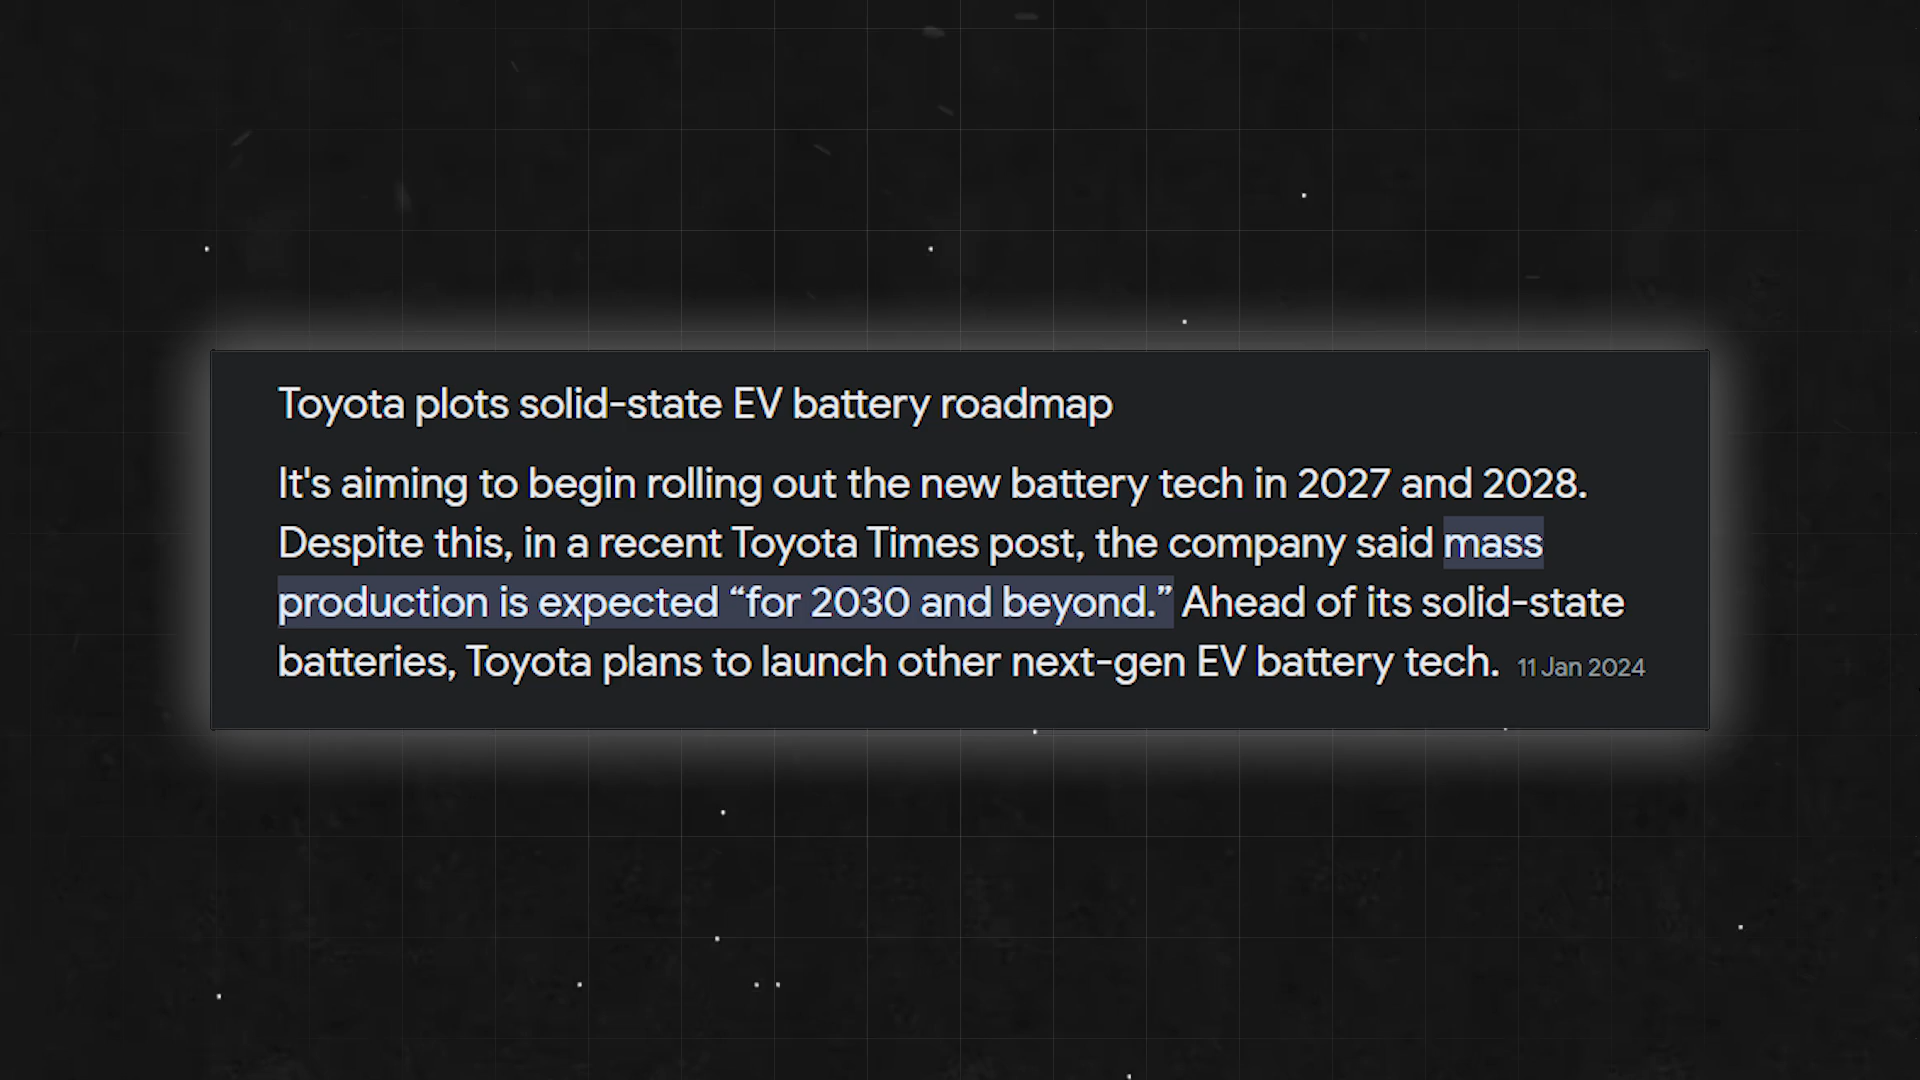 Toyota plots solid-state EV battery roadmap
It's aiming to begin rolling out the new battery tech in 2027 and 2028.
Despite this, in a recent Toyota Times post, the company said mass
production is expected “for 2030 and beyond.” Ahead of its solid-state
batteries, Toyota plans to launch other next-gen EV battery tech. 11 Jan 2024